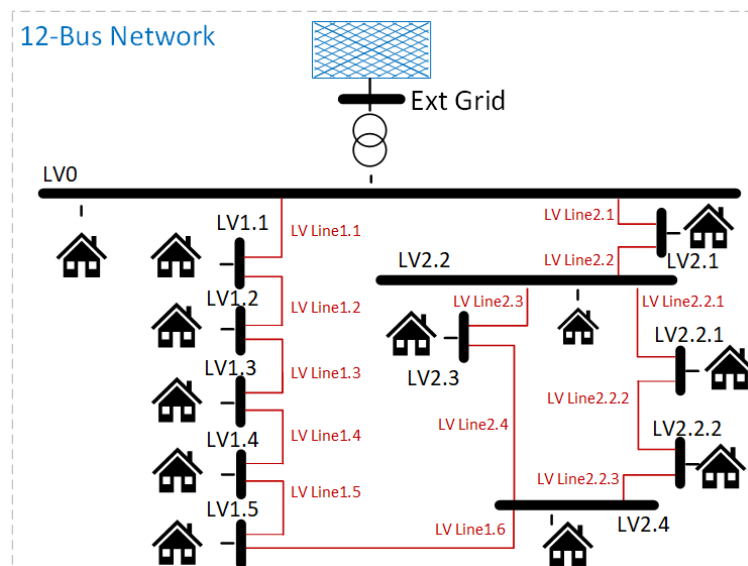 12-Bus Network
Ext Grid
LV0
LV1.1
LV Line1.1
LV Line2.1
LV Line2.2
LV2.1
LV2.2
LV1.2
LV Line1.2
LV Line2.3
LV Line2.2.1
LV2.2.1
LV1.3
LV Line1.3
LV2.3
LV Line2.2.2
LV1.4
LV Line1.4
LV Line2.4
LV2.2.2
LV Line1.5
LV Line2.2.3
LV1.5
LV Line1.6
LV2.4